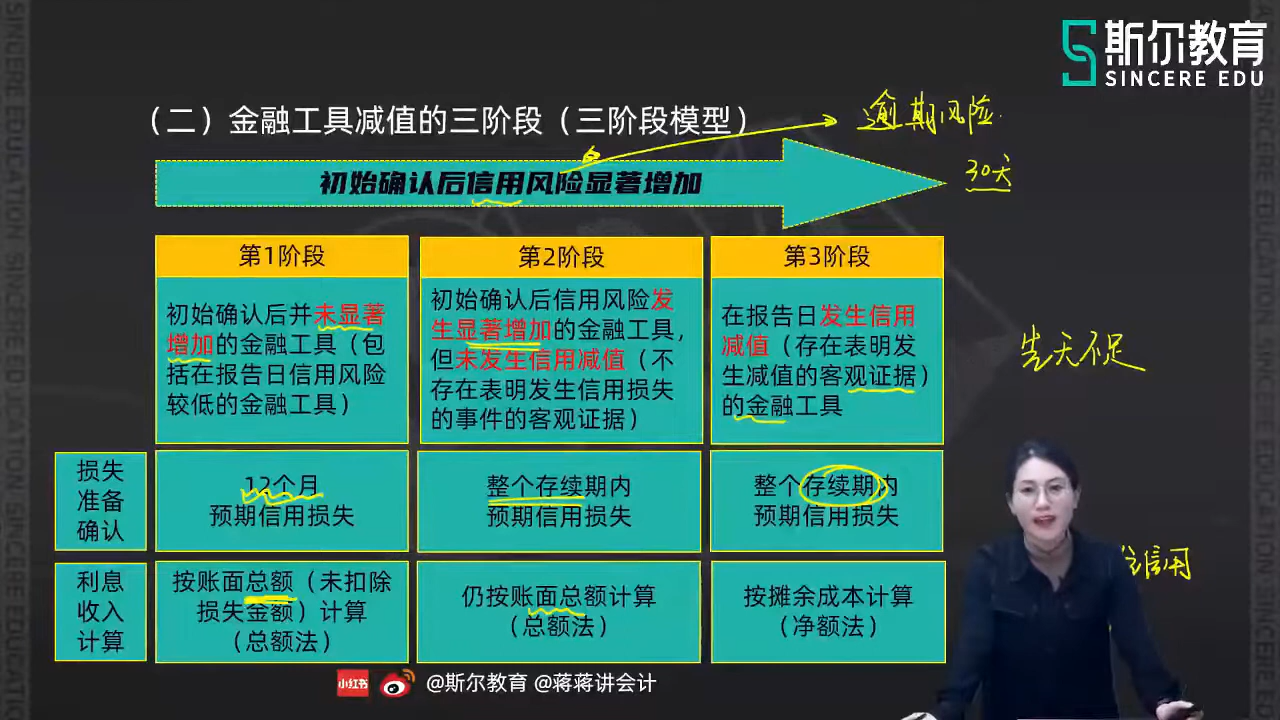 斯尔教育
SINCERE EDU
（二）金融工具减值的三阶段（三阶段模型）
逾期风险
初始确认后信用风险显著增加
30天
第1阶段
第2阶段
第3阶段
初始确认后并未显著
增加的金融工具（包
括在报告日信用风险
较低的金融工具）
初始确认后信用风险发
生显著增加的金融工具，
但未发生信用减值（不
存在表明发生信用损失
的事件的客观证据）
在报告日发生信用
减值（存在表明发
生减值的客观证据）
的金融工具
先天不足
损失
准备
确认
12个月
预期信用损失
整个存续期内
预期信用损失
整个存续期内
预期信用损失
信用
利息
收入
计算
按账面总额（未扣除
损失金额）计算
（总额法）
仍按账面总额计算
（总额法）
按摊余成本计算
（净额法）
小红书
@斯尔教育 @蒋蒋讲会计